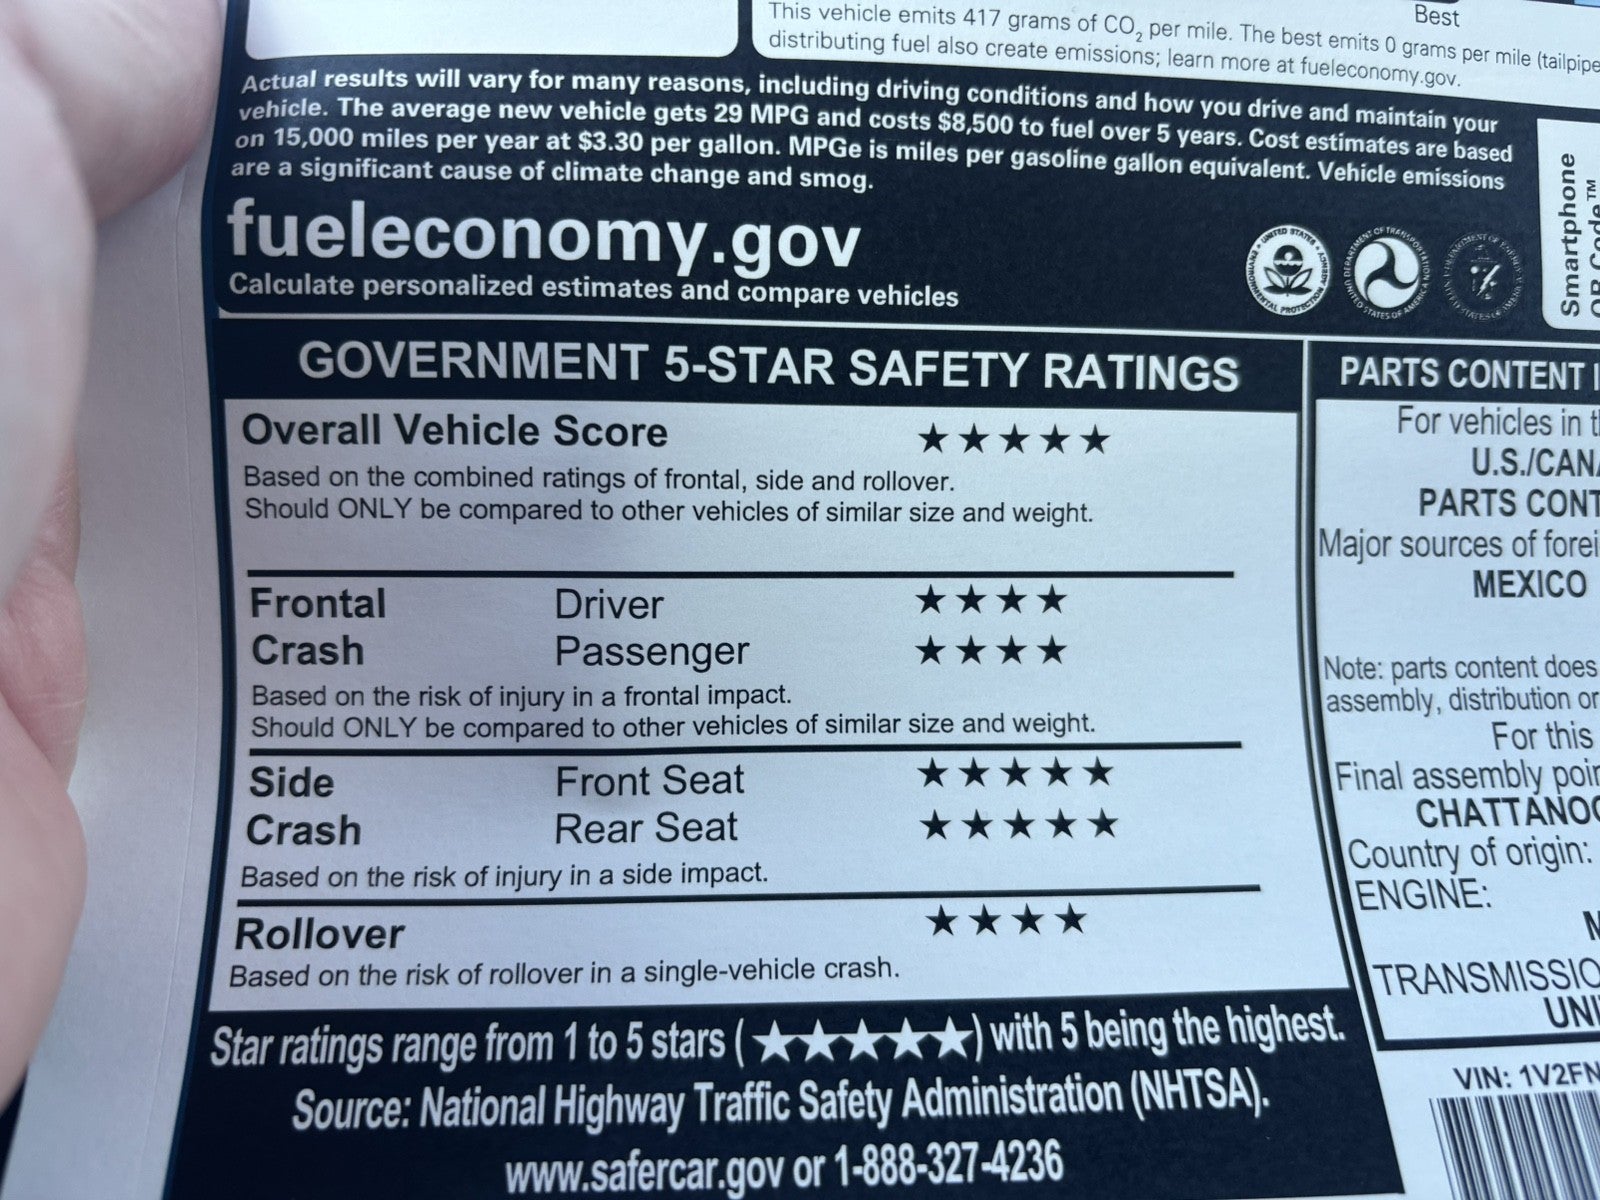 This vehicle emits 417 grams of CO2 per mile. The best emits 0 grams per mile (tailpipe
distributing fuel also create emissions; learn more at fueleconomy.gov.
Best
Actual results will vary for many reasons, including driving conditions and how you drive and maintain your
vehicle. The average new vehicle gets 29 MPG and costs $8,500 to fuel over 5 years. Cost estimates are based
on 15,000 miles per year at $3.30 per gallon. MPGe is miles per gasoline gallon equivalent. Vehicle emissions
are a significant cause of climate change and smog.
fueleconomy.gov
Calculate personalized estimates and compare vehicles
Smartphone
QR Code™
GOVERNMENT 5-STAR SAFETY RATINGS
Overall Vehicle Score ★★★★★
Based on the combined ratings of frontal, side and rollover.
Should ONLY be compared to other vehicles of similar size and weight.
Frontal Driver ★★★★
Crash Passenger ★★★★
Based on the risk of injury in a frontal impact.
Should ONLY be compared to other vehicles of similar size and weight.
Side Front Seat ★★★★★
Crash Rear Seat ★★★★★
Based on the risk of injury in a side impact.
Rollover ★★★★
Based on the risk of rollover in a single-vehicle crash.
Star ratings range from 1 to 5 stars (★★★★★) with 5 being the highest.
Source: National Highway Traffic Safety Administration (NHTSA).
www.safercar.gov or 1-888-327-4236
PARTS CONTENT
For vehicles in
U.S./CAN
PARTS CONT
Major sources of forei
MEXICO
Note: parts content does
assembly, distribution or
For this
Final assembly poi
CHATTANOO
Country of origin:
ENGINE:
TRANSMISSIO
UNI
VIN: 1V2FN